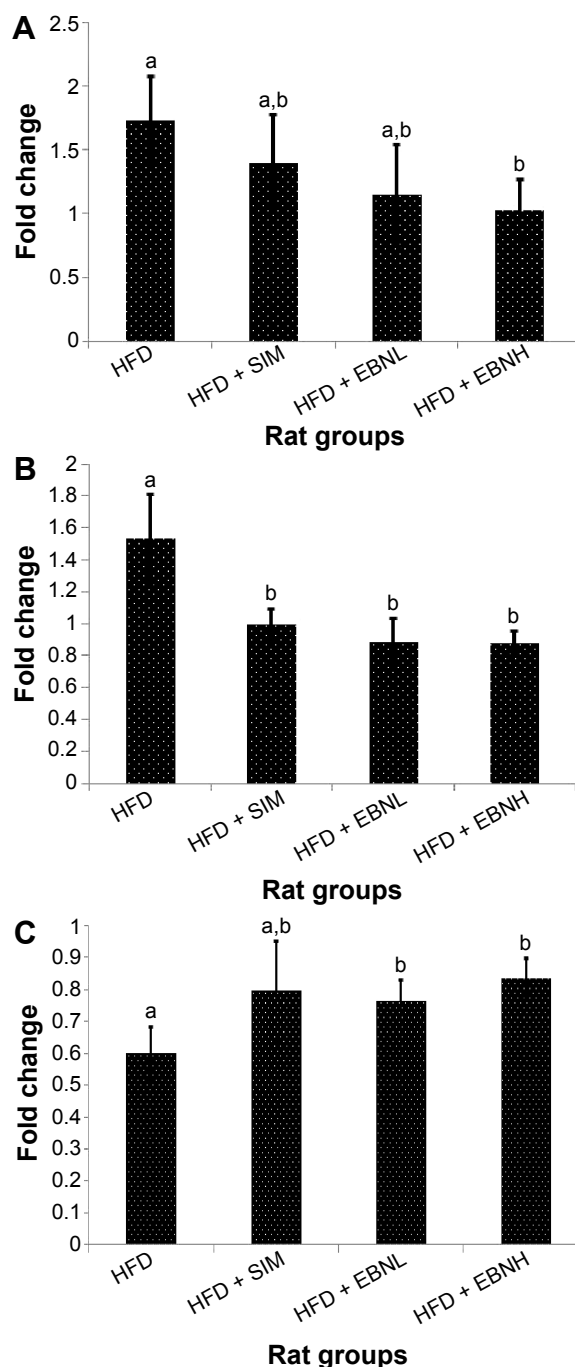 A
2.5
2
1.5
1
0.5
0
Fold change
a
a,b
a,b
b
HFD
HFD + SIM
HFD + EBNL
HFD + EBNH
Rat groups
B
2
1.8
1.6
1.4
1.2
1
0.8
0.6
0.4
0.2
0
Fold change
a
b
b
b
HFD
HFD + SIM
HFD + EBNL
HFD + EBNH
Rat groups
C
1
0.9
0.8
0.7
0.6
0.5
0.4
0.3
0.2
0.1
0
Fold change
a
a,b
b
b
HFD
HFD + SIM
HFD + EBNL
HFD + EBNH
Rat groups